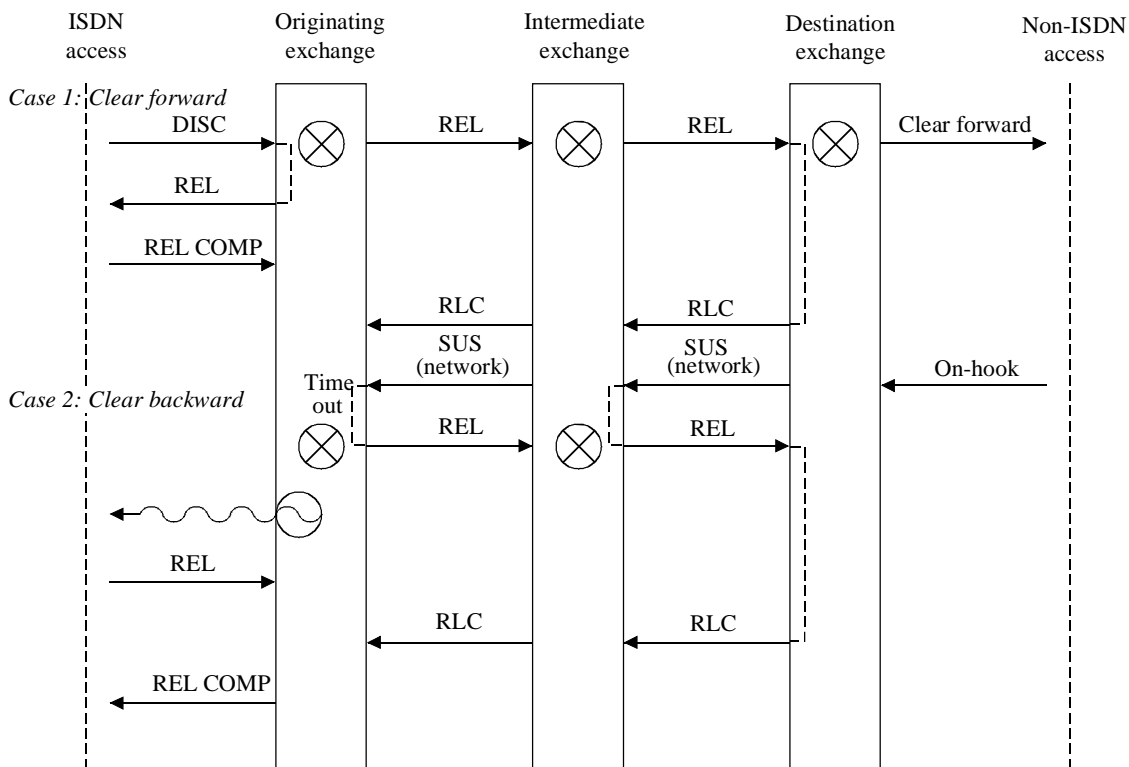 ISDN
access
Originating
exchange
Intermediate
exchange
Destination
exchange
Non-ISDN
access
Case 1: Clear forward
DISC
REL
REL
Clear forward
REL
REL COMP
RLC
RLC
SUS
(network)
SUS
(network)
On-hook
Time
out
Case 2: Clear backward
REL
REL
REL
RLC
RLC
REL COMP